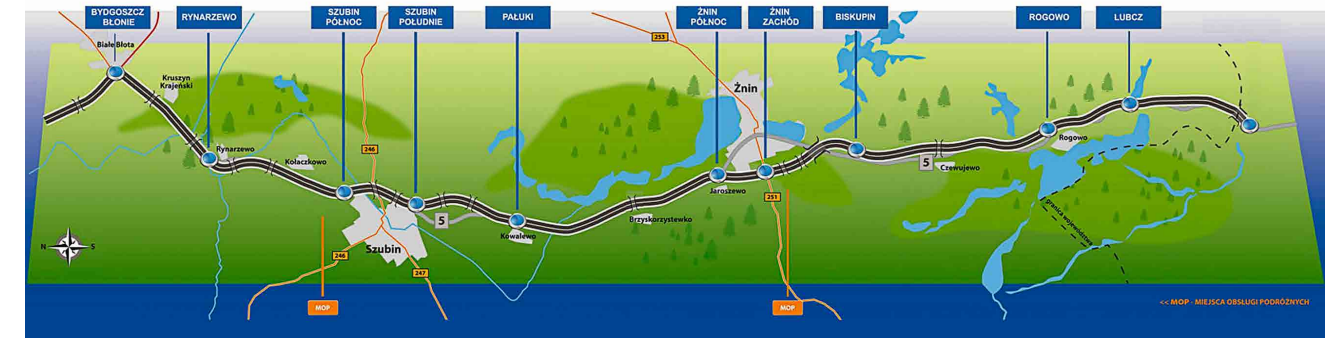 BYDGOSZCZ
BŁONIE
RYNARZEWO
SZUBIN
PÓŁNOC
SZUBIN
POŁUDNIE
PAŁUKI
ŻNIN
PÓŁNOC
ŻNIN
ZACHÓD
BISKUPIN
ROGOWO
LUBCZ
Białe Błota
253
Kruszyn
Krajeński
Żnin
Rynarzewo
246
Kołaczkowo
Rogowo
5
Czewujewo
Jaroszewo
251
5
Brzyskorzystewko
Kowalewo
granica województwa
N
S
Szubin
246
247
MOP
MOP
<< MOP - MIEJSCA OBSŁUGI PODRÓŻNYCH